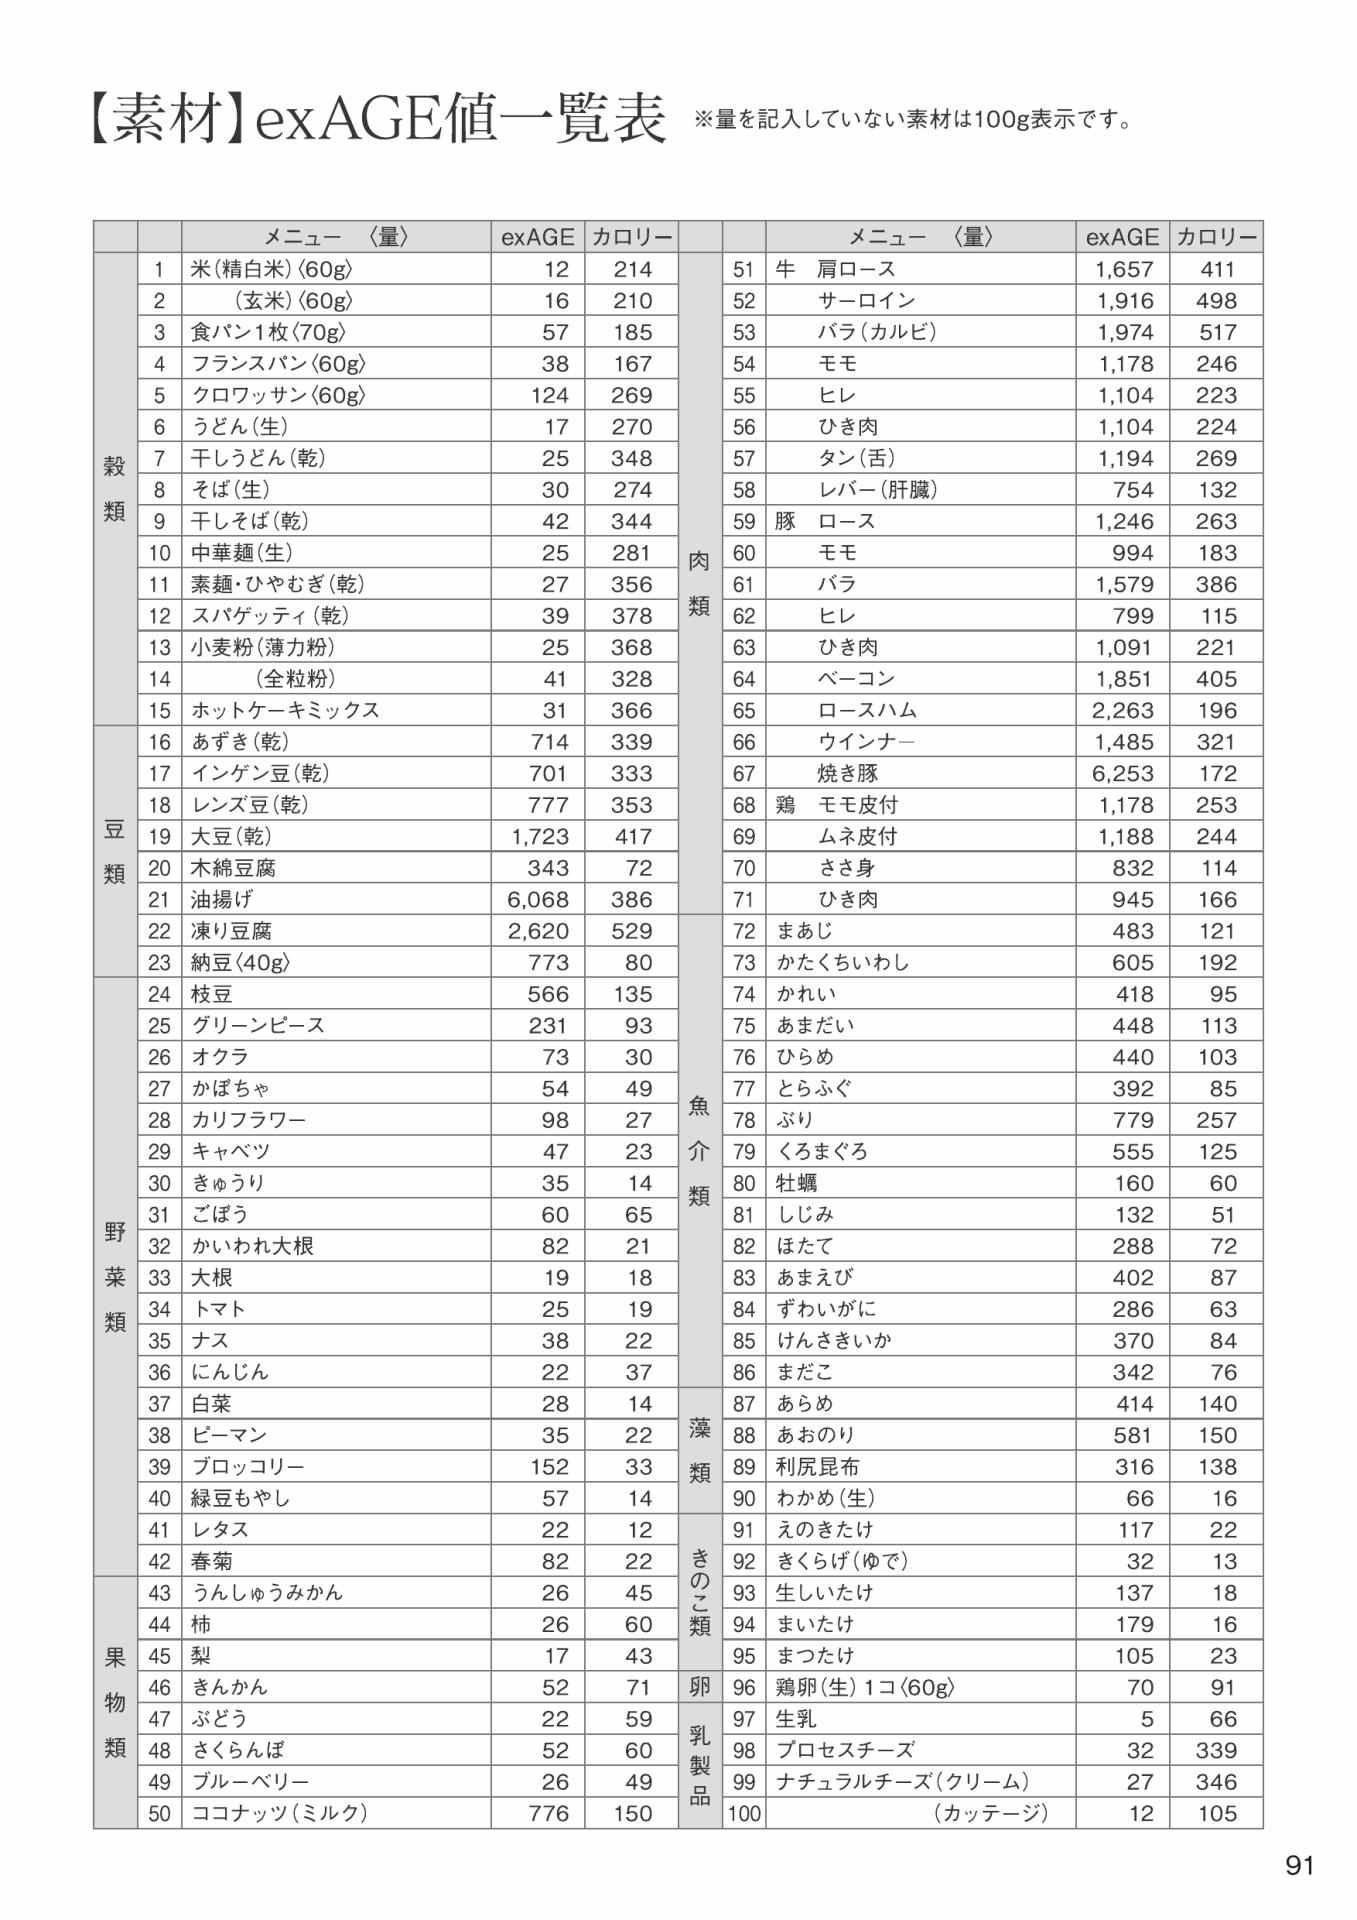 【素材】exAGE値一覧表 ※量を記入していない素材は100g表示です。
メニュー 〈量〉 exAGE カロリー
穀類
1 米(精白米)〈60g〉 12 214
2 (玄米)〈60g〉 16 210
3 食パン1枚〈70g〉 57 185
4 フランスパン〈60g〉 38 167
5 クロワッサン〈60g〉 124 269
6 うどん(生) 17 270
7 干しうどん(乾) 25 348
8 そば(生) 30 274
9 干しそば(乾) 42 344
10 中華麺(生) 25 281
11 素麺・ひやむぎ(乾) 27 356
12 スパゲッティ(乾) 39 378
13 小麦粉(薄力粉) 25 368
14 (全粒粉) 41 328
15 ホットケーキミックス 31 366
豆類
16 あずき(乾) 714 339
17 インゲン豆(乾) 701 333
18 レンズ豆(乾) 777 353
19 大豆(乾) 1,723 417
20 木綿豆腐 343 72
21 油揚げ 6,068 386
22 凍り豆腐 2,620 529
23 納豆〈40g〉 773 80
野菜類
24 枝豆 566 135
25 グリーンピース 231 93
26 オクラ 73 30
27 かぼちゃ 54 49
28 カリフラワー 98 27
29 キャベツ 47 23
30 きゅうり 35 14
31 ごぼう 60 65
32 かいわれ大根 82 21
33 大根 19 18
34 トマト 25 19
35 ナス 38 22
36 にんじん 22 37
37 白菜 28 14
38 ピーマン 35 22
39 ブロッコリー 152 33
40 緑豆もやし 57 14
41 レタス 22 12
42 春菊 82 22
果物類
43 うんしゅうみかん 26 45
44 柿 26 60
45 梨 17 43
46 きんかん 52 71
47 ぶどう 22 59
48 さくらんぼ 52 60
49 ブルーベリー 26 49
50 ココナッツ(ミルク) 776 150
メニュー 〈量〉 exAGE カロリー
肉類
51 牛 肩ロース 1,657 411
52 サーロイン 1,916 498
53 バラ(カルビ) 1,974 517
54 モモ 1,178 246
55 ヒレ 1,104 223
56 ひき肉 1,104 224
57 タン(舌) 1,194 269
58 レバー(肝臓) 754 132
59 豚 ロース 1,246 263
60 モモ 994 183
61 バラ 1,579 386
62 ヒレ 799 115
63 ひき肉 1,091 221
64 ベーコン 1,851 405
65 ロースハム 2,263 196
66 ウインナー 1,485 321
67 焼き豚 6,253 172
68 鶏 モモ皮付 1,178 253
69 ムネ皮付 1,188 244
70 ささ身 832 114
71 ひき肉 945 166
魚介類
72 まあじ 483 121
73 かたくちいわし 605 192
74 かれい 418 95
75 あまだい 448 113
76 ひらめ 440 103
77 とらふぐ 392 85
78 ぶり 779 257
79 くろまぐろ 555 125
80 牡蠣 160 60
81 しじみ 132 51
82 ほたて 288 72
83 あまえび 402 87
84 ずわいがに 286 63
85 けんさきいか 370 84
86 まだこ 342 76
藻類
87 あらめ 414 140
88 あおのり 581 150
89 利尻昆布 316 138
90 わかめ(生) 66 16
きのこ類
91 えのきたけ 117 22
92 きくらげ(ゆで) 32 13
93 生しいたけ 137 18
94 まいたけ 179 16
95 まつたけ 105 23
卵
96 鶏卵(生) 1コ〈60g〉 70 91
乳製品
97 生乳 5 66
98 プロセスチーズ 32 339
99 ナチュラルチーズ(クリーム) 27 346
100 (カッテージ) 12 105
91